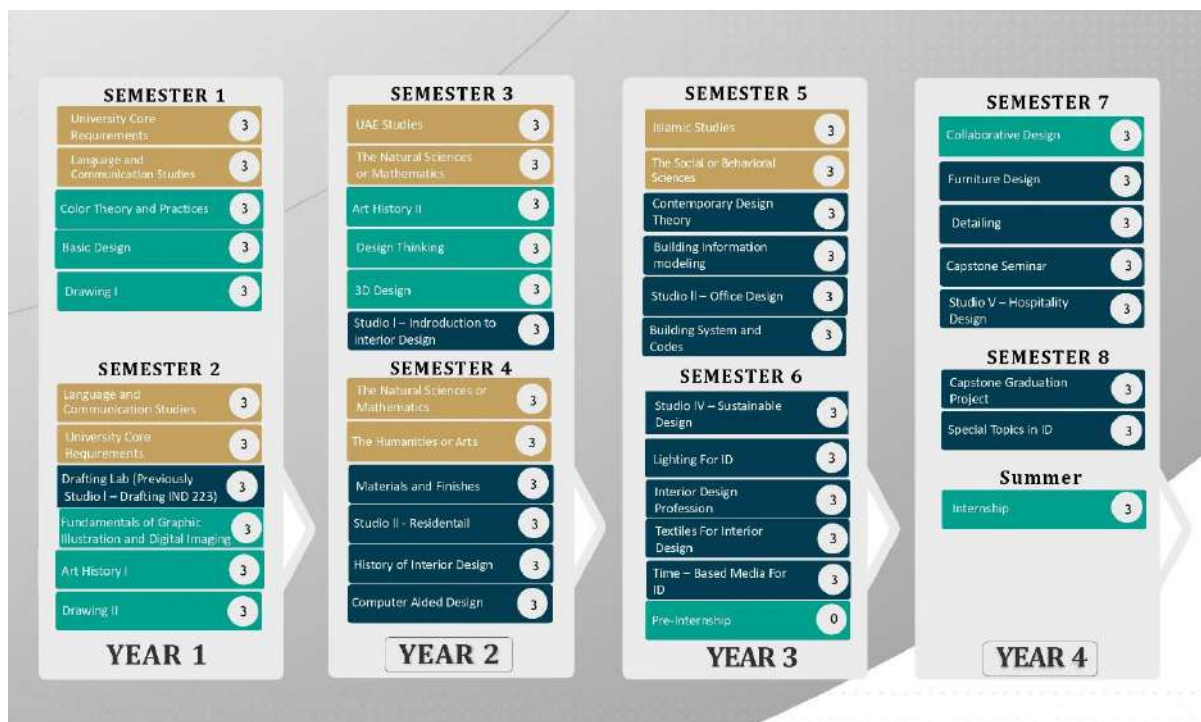 SEMESTER 1
University Core
Requirements
3
Language and
Communication Studies
3
Color Theory and Practices
3
Basic Design
3
Drawing I
3
SEMESTER 2
Language and
Communication Studies
3
University Core
Requirements
3
Drafting Lab (Previously
Studio I – Drafting IND 223)
3
Fundamentals of Graphic
Illustration and Digital Imaging
3
Art History I
3
Drawing II
3
YEAR 1
SEMESTER 3
UAE Studies
3
The Natural Sciences
or Mathematics
3
Art History II
3
Design Thinking
3
3D Design
3
Studio I – Indroduction to
Interior Design
3
SEMESTER 4
The Natural Sciences or
Mathematics
3
The Humanities or Arts
3
Materials and Finishes
3
Studio II - Residentail
3
History of Interior Design
3
Computer Aided Design
3
YEAR 2
SEMESTER 5
Islamic Studies
3
The Social or Behavioral
Sciences
3
Contemporary Design
Theory
3
Building Information
modeling
3
Studio II – Office Design
3
Building System and
Codes
3
SEMESTER 6
Studio IV – Sustainable
Design
3
Lighting For ID
3
Interior Design
Profession
3
Textiles For Interior
Design
3
Time – Based Media For
ID
3
Pre-Internship
0
YEAR 3
SEMESTER 7
Collaborative Design
3
Furniture Design
3
Detailing
3
Capstone Seminar
3
Studio V – Hospitality
Design
3
SEMESTER 8
Capstone Graduation
Project
3
Special Topics in ID
3
Summer
Internship
3
YEAR 4